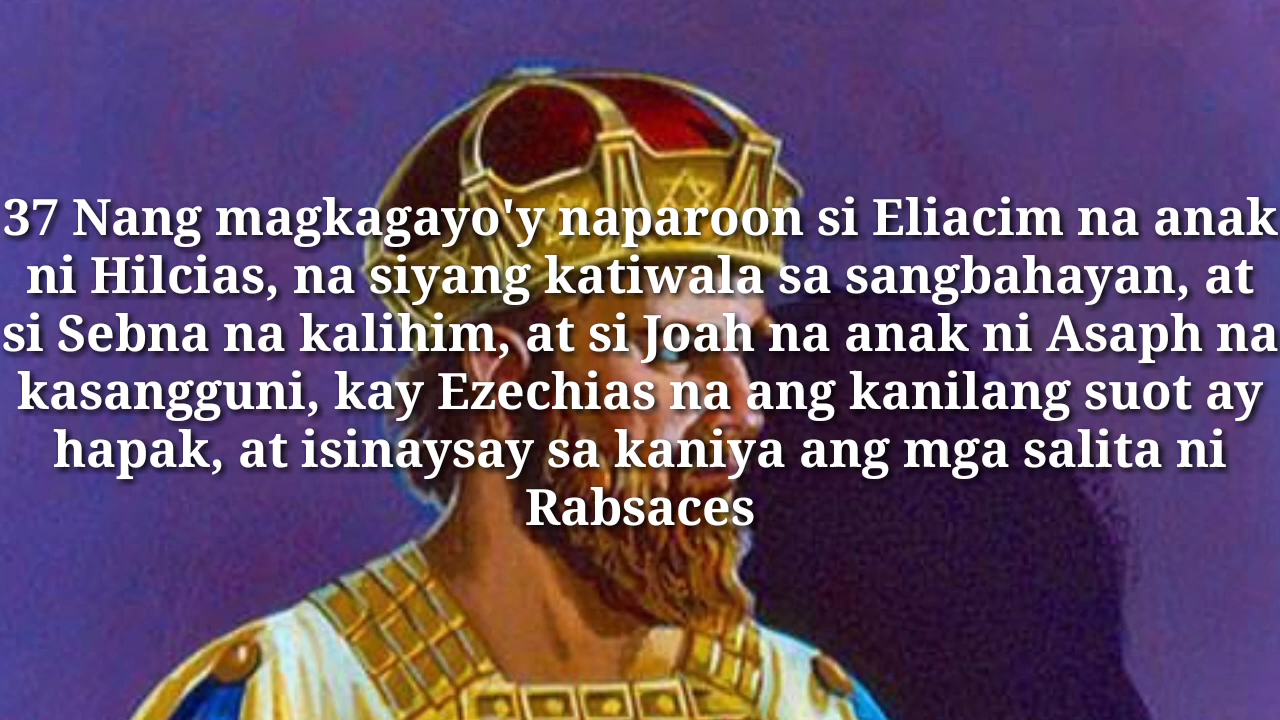 37 Nang magkagayo'y naparoon si Eliacim na anak
ni Hilcias, na siyang katiwala sa sangbahayan, at
si Sebna na kalihim, at si Joah na anak ni Asaph na
kasangguni, kay Ezechias na ang kanilang suot ay
hapak, at isinaysay sa kaniya ang mga salita ni
Rabsaces